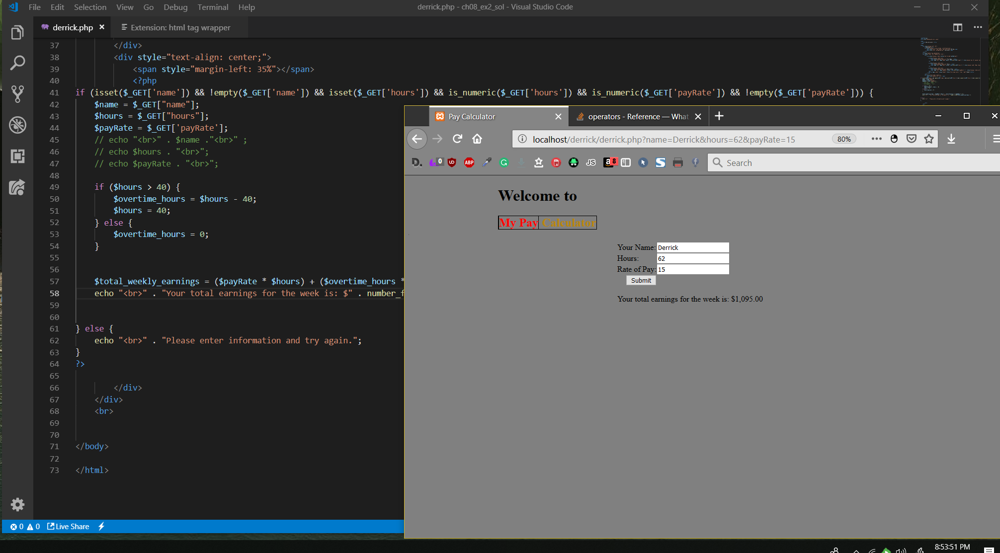 File Edit Selection View Go Debug Terminal Help
derrick.php - ch08_ex2_sol - Visual Studio Code
derrick.php
Extension: html tag wrapper
37 </div>
38 <div style="text-align: center;">
39 <span style="margin-left: 35%"></span>
40 <?php
41 if (isset($_GET['name']) && !empty($_GET['name']) && isset($_GET['hours']) && is_numeric($_GET['hours']) && is_numeric($_GET['payRate']) && !empty($_GET['payRate'])) {
42 $name = $_GET["name"];
43 $hours = $_GET["hours"];
44 $payRate = $_GET['payRate'];
45 // echo "<br>" . $name ."<br>" ;
46 // echo $hours . "<br>";
47 // echo $payRate . "<br>";
48
49 if ($hours > 40) {
50 $overtime_hours = $hours - 40;
51 $hours = 40;
52 } else {
53 $overtime_hours = 0;
54 }
55
56
57 $total_weekly_earnings = ($payRate * $hours) + ($overtime_hours *
58 echo "<br>" . "Your total earnings for the week is: $" . number_f
59
60
61 } else {
62 echo "<br>" . "Please enter information and try again.";
63 }
64 ?>
65
66 </div>
67 </div>
68 <br>
69
70
71 </body>
72
73 </html>
0 0 Live Share
Pay Calculator
operators - Reference — What
localhost/derrick/derrick.php?name=Derrick&hours=62&payRate=15
80%
D. 0 ABP G JS a 8 S f
Search
Welcome to
My Pay Calculator
Your Name: Derrick
Hours: 62
Rate of Pay: 15
Submit
Your total earnings for the week is: $1,095.00
8:53:51 PM